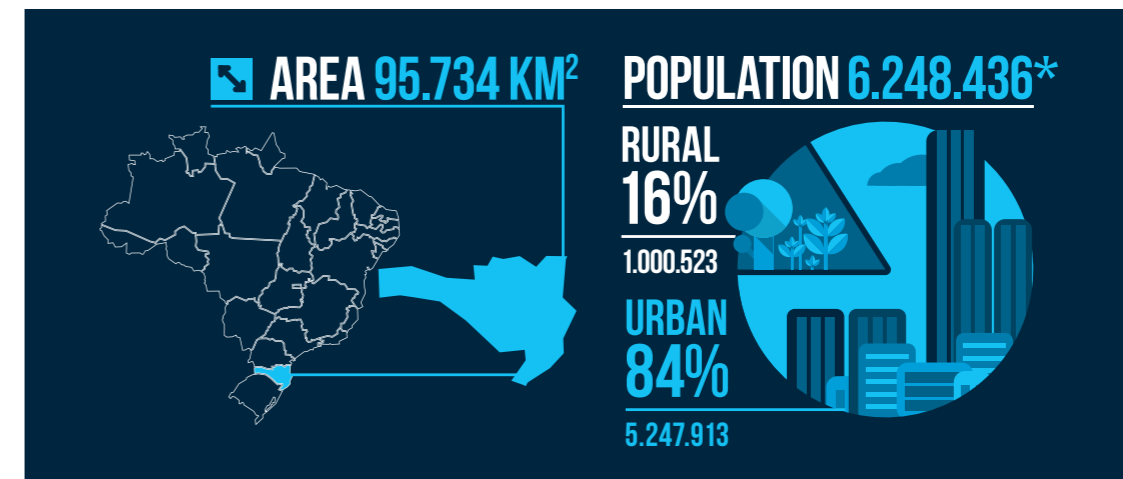 AREA 95.734 KM²
POPULATION 6.248.436*
RURAL
16%
1.000.523
URBAN
84%
5.247.913